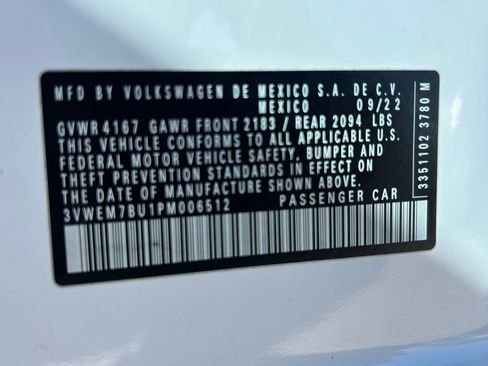 MFD BY VOLKSWAGEN DE MEXICO S.A. DE C.V.
MEXICO 09/22
GVWR 4167 GAWR FRONT 2183 / REAR 2094 LBS
THIS VEHICLE CONFORMS TO ALL APPLICABLE U.S.
FEDERAL MOTOR VEHICLE SAFETY, BUMPER AND
THEFT PREVENTION STANDARDS IN EFFECT ON
THE DATE OF MANUFACTURE SHOWN ABOVE.
3VWEM7BU1PM006512 PASSENGER CAR
3351102 3780 M